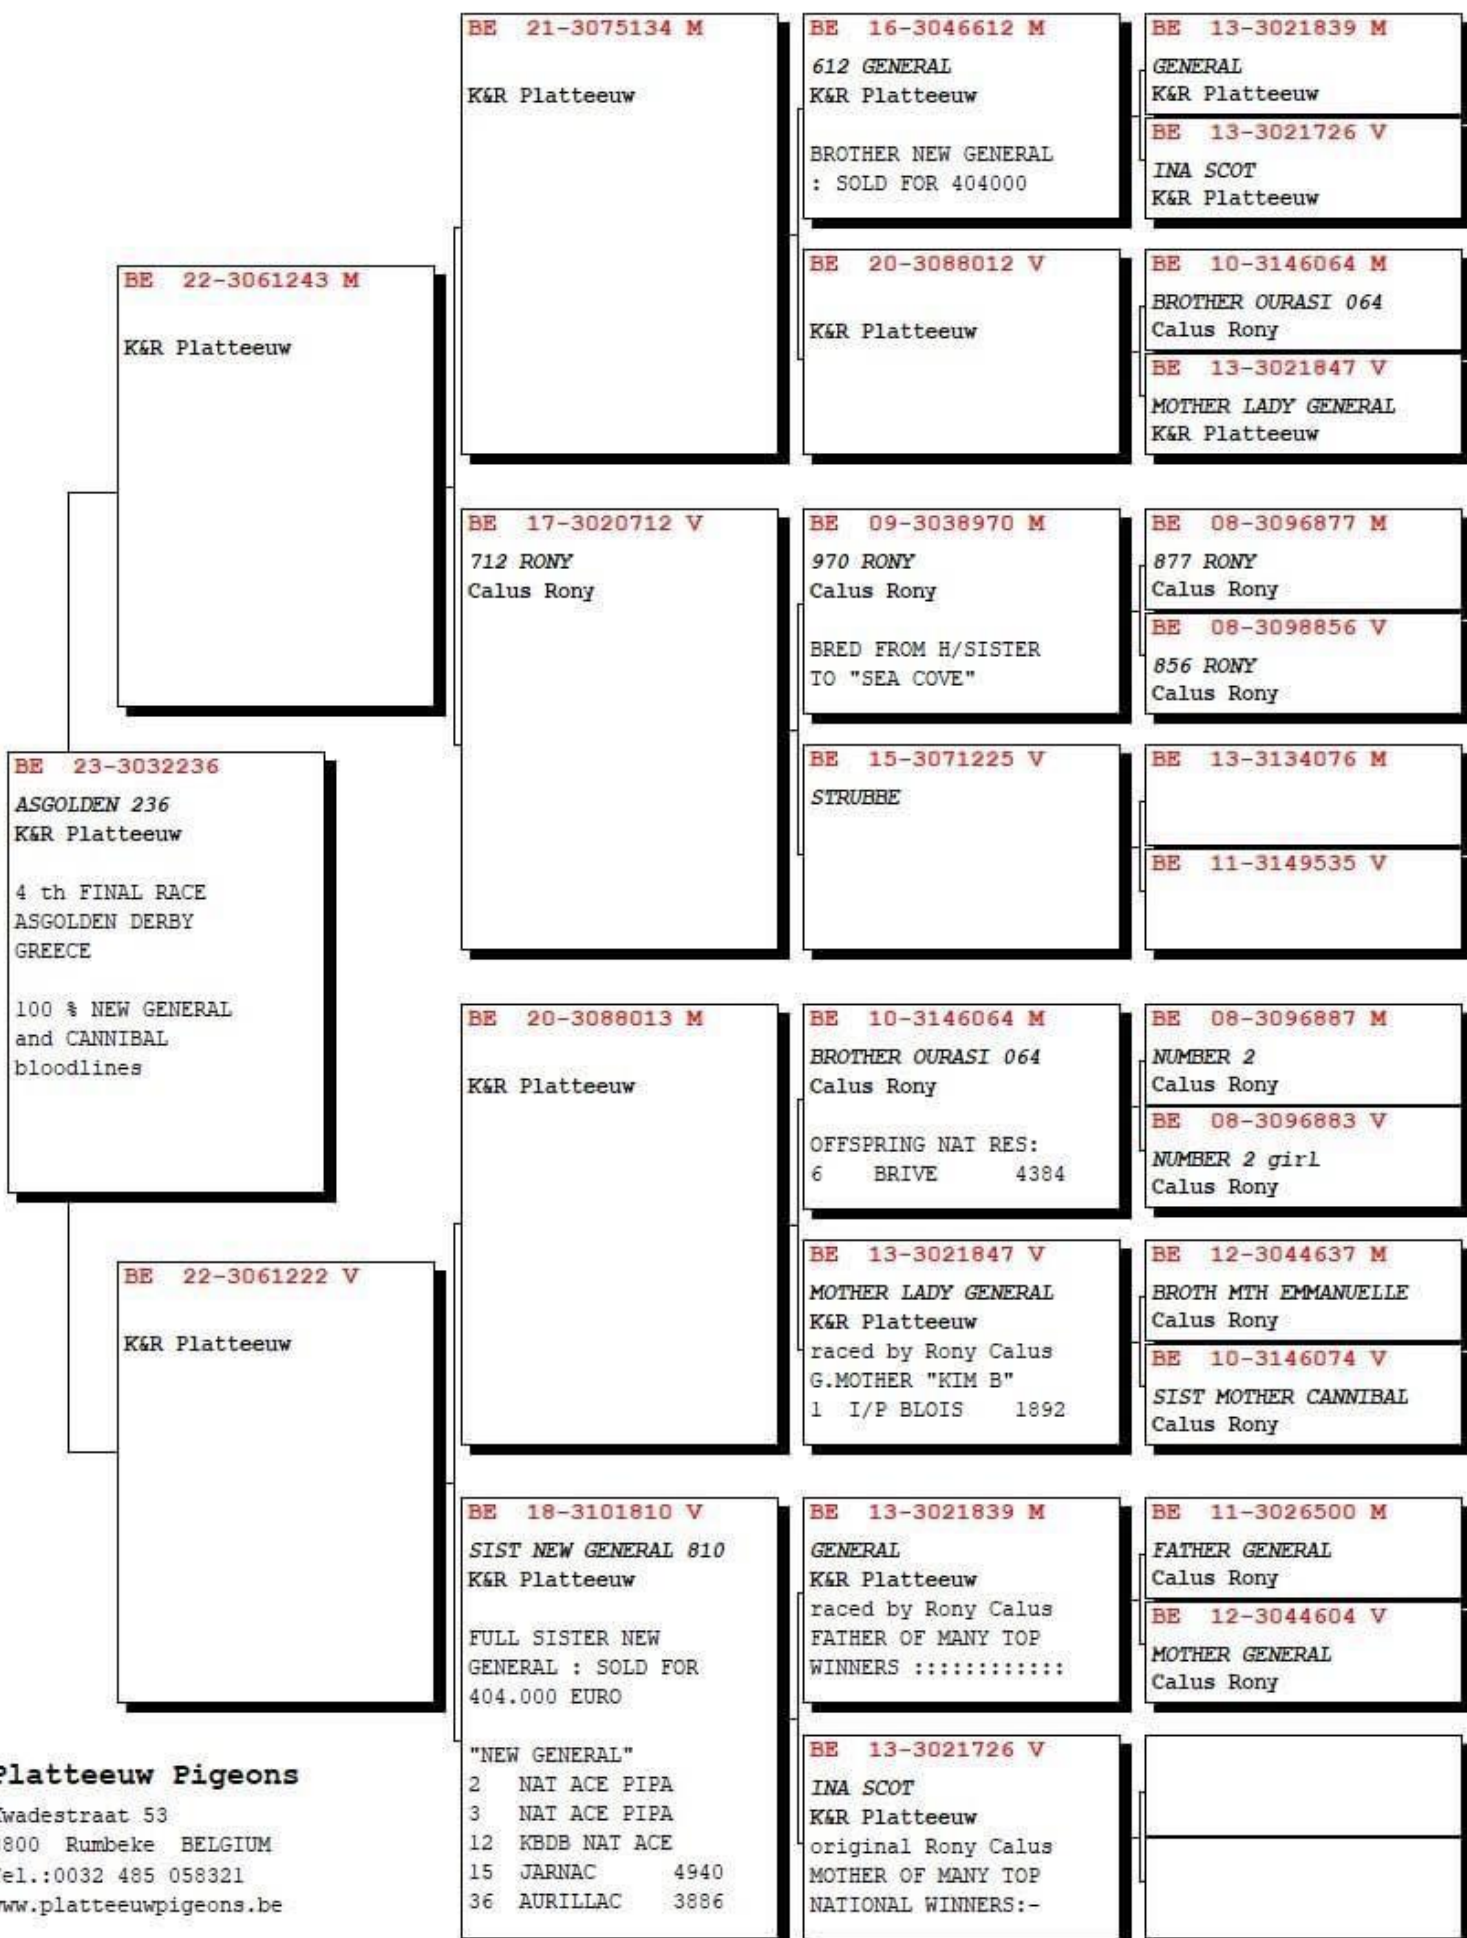 BE 21-3075134 M
K&R Platteeuw
BE 16-3046612 M
612 GENERAL
K&R Platteeuw
BROTHER NEW GENERAL
: SOLD FOR 404000
BE 13-3021839 M
GENERAL
K&R Platteeuw
BE 13-3021726 V
INA SCOT
K&R Platteeuw
BE 20-3088012 V
K&R Platteeuw
BE 10-3146064 M
BROTHER OURASI 064
Calus Rony
BE 13-3021847 V
MOTHER LADY GENERAL
K&R Platteeuw
BE 22-3061243 M
K&R Platteeuw
BE 17-3020712 V
712 RONY
Calus Rony
BE 09-3038970 M
970 RONY
Calus Rony
BRED FROM H/SISTER
TO "SEA COVE"
BE 08-3096877 M
877 RONY
Calus Rony
BE 08-3098856 V
856 RONY
Calus Rony
BE 15-3071225 V
STRUBBE
BE 13-3134076 M
BE 11-3149535 V
BE 23-3032236
ASGOLDEN 236
K&R Platteeuw
4 th FINAL RACE
ASGOLDEN DERBY
GREECE
100 % NEW GENERAL
and CANNIBAL
bloodlines
BE 20-3088013 M
K&R Platteeuw
BE 10-3146064 M
BROTHER OURASI 064
Calus Rony
OFFSPRING NAT RES:
6 BRIVE 4384
BE 08-3096887 M
NUMBER 2
Calus Rony
BE 08-3096883 V
NUMBER 2 girl
Calus Rony
BE 13-3021847 V
MOTHER LADY GENERAL
K&R Platteeuw
raced by Rony Calus
G.MOTHER "KIM B"
1 I/P BLOIS 1892
BE 12-3044637 M
BROTH MTH EMMANUELLE
Calus Rony
BE 10-3146074 V
SIST MOTHER CANNIBAL
Calus Rony
BE 22-3061222 V
K&R Platteeuw
BE 18-3101810 V
SIST NEW GENERAL 810
K&R Platteeuw
FULL SISTER NEW
GENERAL : SOLD FOR
404.000 EURO
"NEW GENERAL"
2 NAT ACE PIPA
3 NAT ACE PIPA
12 KBDB NAT ACE
15 JARNAC 4940
36 AURILLAC 3886
BE 13-3021839 M
GENERAL
K&R Platteeuw
raced by Rony Calus
FATHER OF MANY TOP
WINNERS ::::::::::::
BE 11-3026500 M
FATHER GENERAL
Calus Rony
BE 12-3044604 V
MOTHER GENERAL
Calus Rony
BE 13-3021726 V
INA SCOT
K&R Platteeuw
original Rony Calus
MOTHER OF MANY TOP
NATIONAL WINNERS:-
Platteeuw Pigeons
Kwadestraat 53
8800 Rumbeke BELGIUM
Tel.:0032 485 058321
www.platteeuwpigeons.be